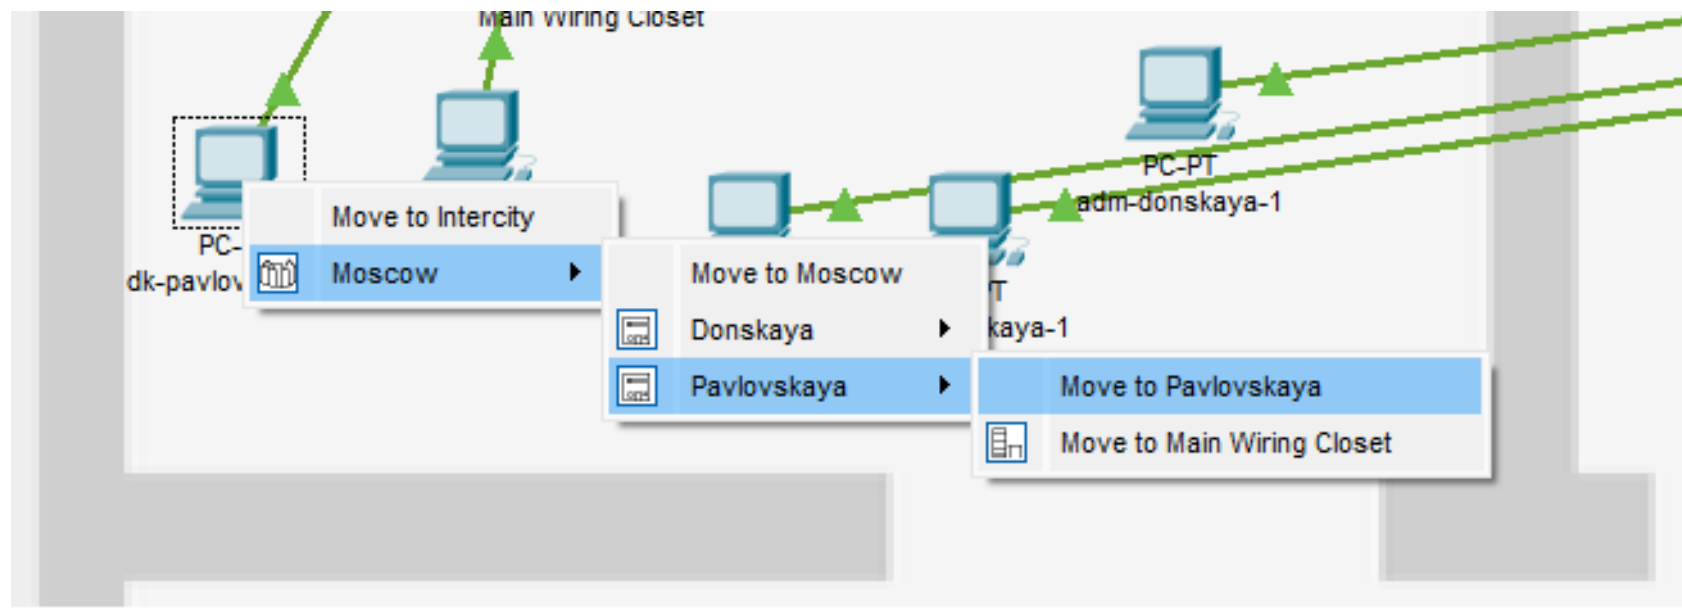 Main Wiring Closet
PC-PT
adm-donskaya-1
PC-
dk-pavlov
Move to Intercity
Moscow
Move to Moscow
Donskaya
Pavlovskaya
T
kaya-1
Move to Pavlovskaya
Move to Main Wiring Closet